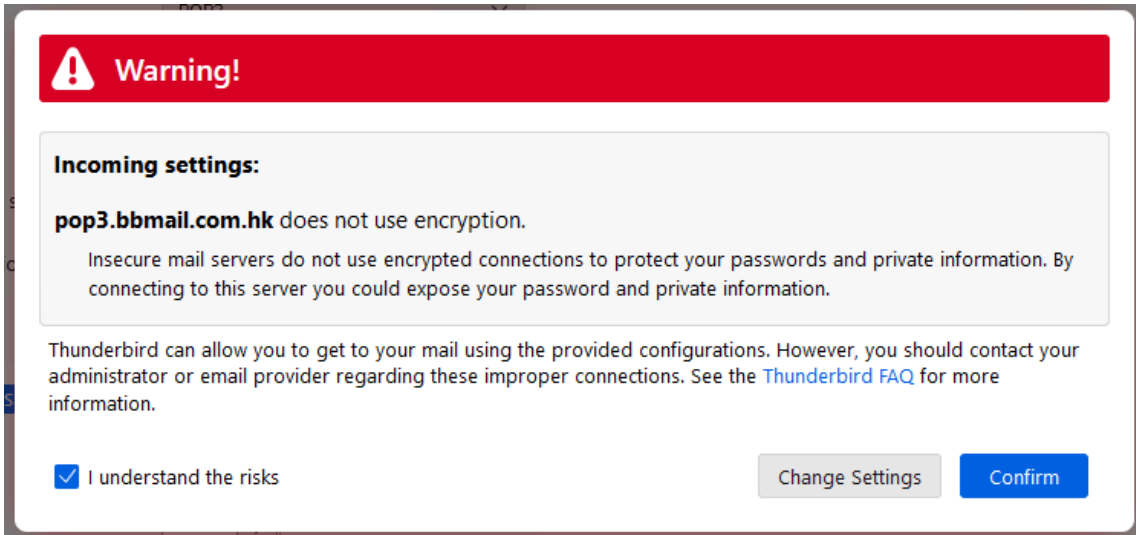 Warning!
Incoming settings:
pop3.bbmail.com.hk does not use encryption.
Insecure mail servers do not use encrypted connections to protect your passwords and private information. By
connecting to this server you could expose your password and private information.
Thunderbird can allow you to get to your mail using the provided configurations. However, you should contact your
administrator or email provider regarding these improper connections. See the Thunderbird FAQ for more
information.
I understand the risks
Change Settings
Confirm